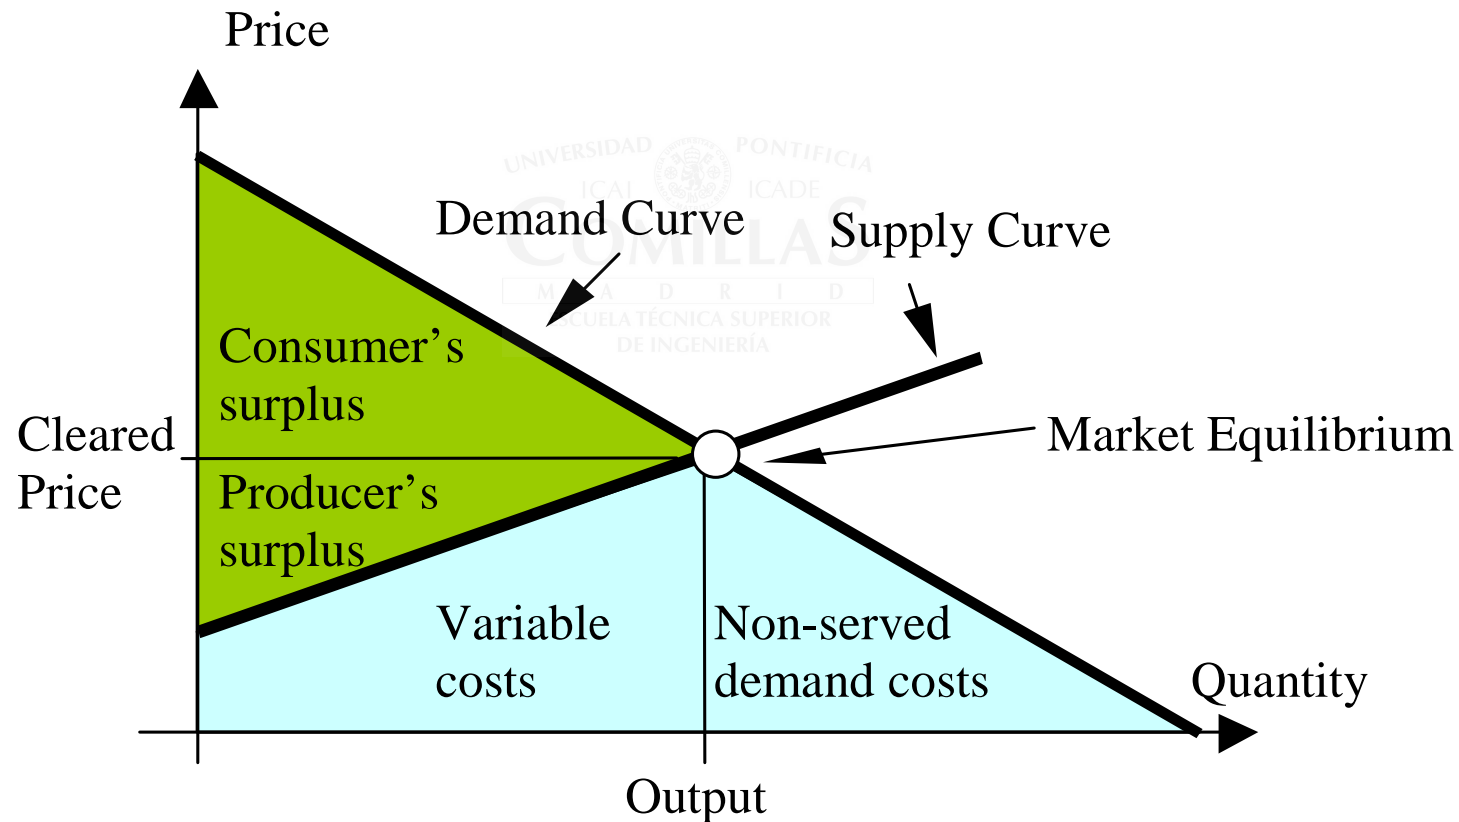 Price
UNIVERSIDAD PONTIFICIA
ICAI ICADE
COMILLAS
M A D R I D
ESCUELA TÉCNICA SUPERIOR
DE INGENIERÍA
Demand Curve
Supply Curve
Consumer’s
surplus
Cleared
Price
Market Equilibrium
Producer’s
surplus
Variable
costs
Non-served
demand costs
Quantity
Output